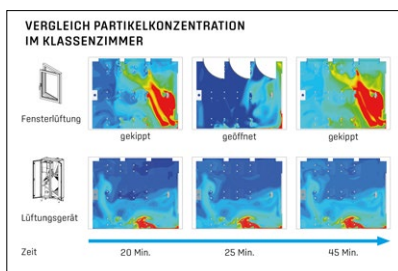 VERGLEICH PARTIKELKONZENTRATION
IM KLASSENZIMMER
Fensterlüftung
gekippt
geöffnet
gekippt
Lüftungsgerät
Zeit
20 Min.
25 Min.
45 Min.